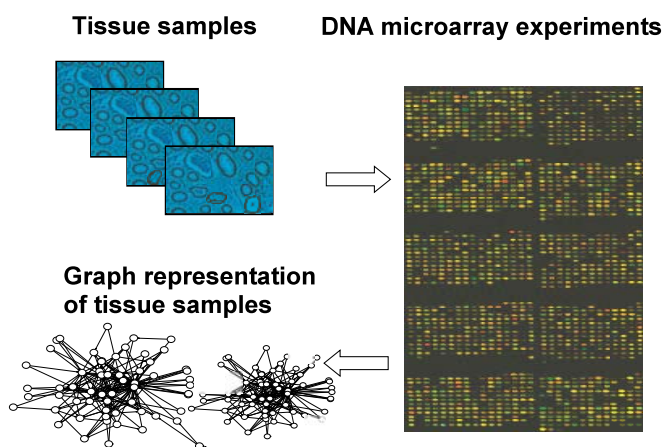 Tissue samples
DNA microarray experiments
Graph representation
of tissue samples